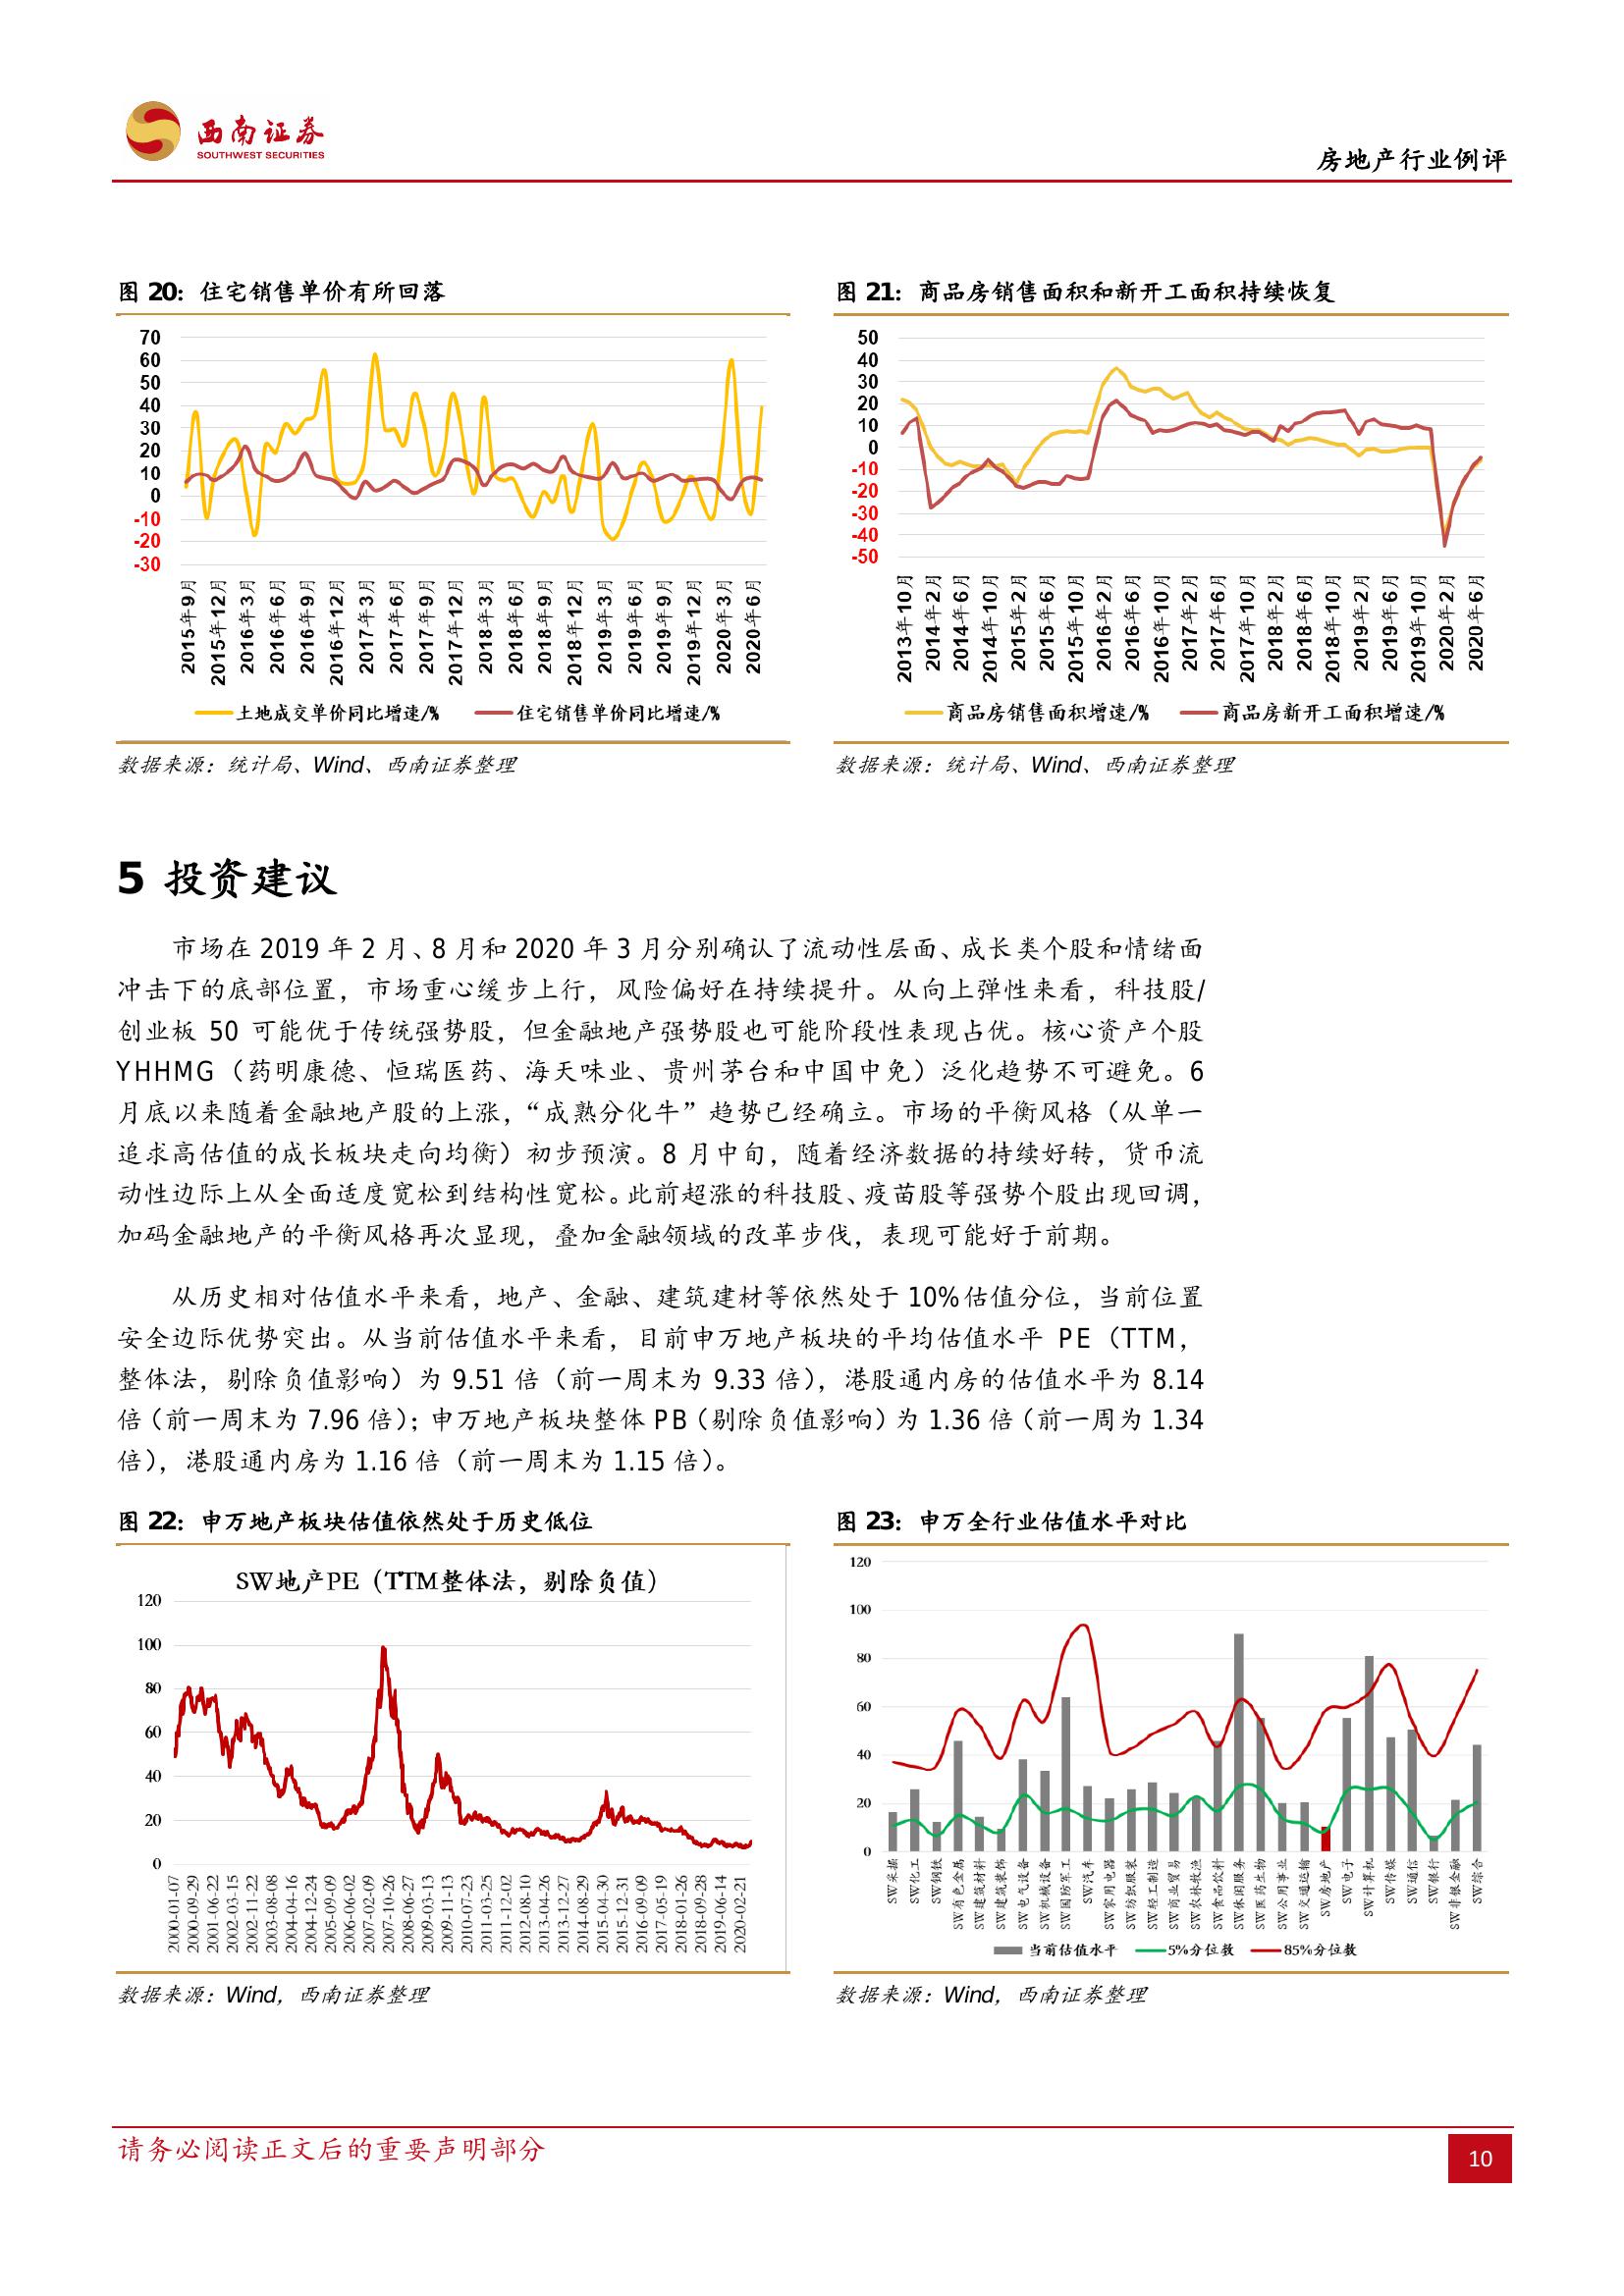 西南证券
SOUTHWEST SECURITIES
房地产行业例评
图 20：住宅销售单价有所回落
70
60
50
40
30
20
10
0
-10
-20
-30
2015年9月
2015年12月
2016年3月
2016年6月
2016年9月
2016年12月
2017年3月
2017年6月
2017年9月
2017年12月
2018年3月
2018年6月
2018年9月
2018年12月
2019年3月
2019年6月
2019年9月
2019年12月
2020年3月
2020年6月
土地成交单价同比增速/%
住宅销售单价同比增速/%
数据来源：统计局、Wind、西南证券整理
图 21：商品房销售面积和新开工面积持续恢复
50
40
30
20
10
0
-10
-20
-30
-40
-50
2013年10月
2014年2月
2014年6月
2014年10月
2015年2月
2015年6月
2015年10月
2016年2月
2016年6月
2016年10月
2017年2月
2017年6月
2017年10月
2018年2月
2018年6月
2018年10月
2019年2月
2019年6月
2019年10月
2020年2月
2020年6月
商品房销售面积增速/%
商品房新开工面积增速/%
数据来源：统计局、Wind、西南证券整理
5 投资建议
市场在 2019 年 2 月、8 月和 2020 年 3 月分别确认了流动性层面、成长类个股和情绪面
冲击下的底部位置，市场重心缓步上行，风险偏好在持续提升。从向上弹性来看，科技股/
创业板 50 可能优于传统强势股，但金融地产强势股也可能阶段性表现占优。核心资产个股
YHHMG（药明康德、恒瑞医药、海天味业、贵州茅台和中国中免）泛化趋势不可避免。6
月底以来随着金融地产股的上涨，“成熟分化牛”趋势已经确立。市场的平衡风格（从单一
追求高估值的成长板块走向均衡）初步预演。8 月中旬，随着经济数据的持续好转，货币流
动性边际上从全面适度宽松到结构性宽松。此前超涨的科技股、疫苗股等强势个股出现回调，
加码金融地产的平衡风格再次显现，叠加金融领域的改革步伐，表现可能好于前期。
从历史相对估值水平来看，地产、金融、建筑建材等依然处于 10%估值分位，当前位置
安全边际优势突出。从当前估值水平来看，目前申万地产板块的平均估值水平 PE（TTM，
整体法，剔除负值影响）为 9.51 倍（前一周末为 9.33 倍），港股通内房的估值水平为 8.14
倍（前一周末为 7.96 倍）；申万地产板块整体 PB（剔除负值影响）为 1.36 倍（前一周为 1.34
倍），港股通内房为 1.16 倍（前一周末为 1.15 倍）。
图 22：申万地产板块估值依然处于历史低位
SW地产PE（TTM整体法，剔除负值）
120
100
80
60
40
20
0
2000-01-07
2000-09-29
2001-06-22
2002-03-15
2002-11-22
2003-08-08
2004-04-16
2004-12-24
2005-09-09
2006-06-02
2007-02-09
2007-10-26
2008-06-27
2009-03-13
2009-11-13
2010-07-23
2011-03-25
2011-12-02
2012-08-10
2013-04-26
2013-12-27
2014-08-29
2015-04-30
2015-12-31
2016-09-09
2017-05-19
2018-01-26
2018-09-28
2019-06-14
2020-02-21
数据来源：Wind，西南证券整理
图 23：申万全行业估值水平对比
120
100
80
60
40
20
0
SW采掘
SW化工
SW钢铁
SW有色金属
SW建筑材料
SW建筑装饰
SW电气设备
SW机械设备
SW国防军工
SW汽车
SW家用电器
SW纺织服装
SW轻工制造
SW商业贸易
SW农林牧渔
SW食品饮料
SW休闲服务
SW医药生物
SW公用事业
SW交通运输
SW房地产
SW电子
SW计算机
SW传媒
SW通信
SW银行
SW非银金融
SW综合
当前估值水平
5%分位数
85%分位数
数据来源：Wind，西南证券整理
请务必阅读正文后的重要声明部分
10